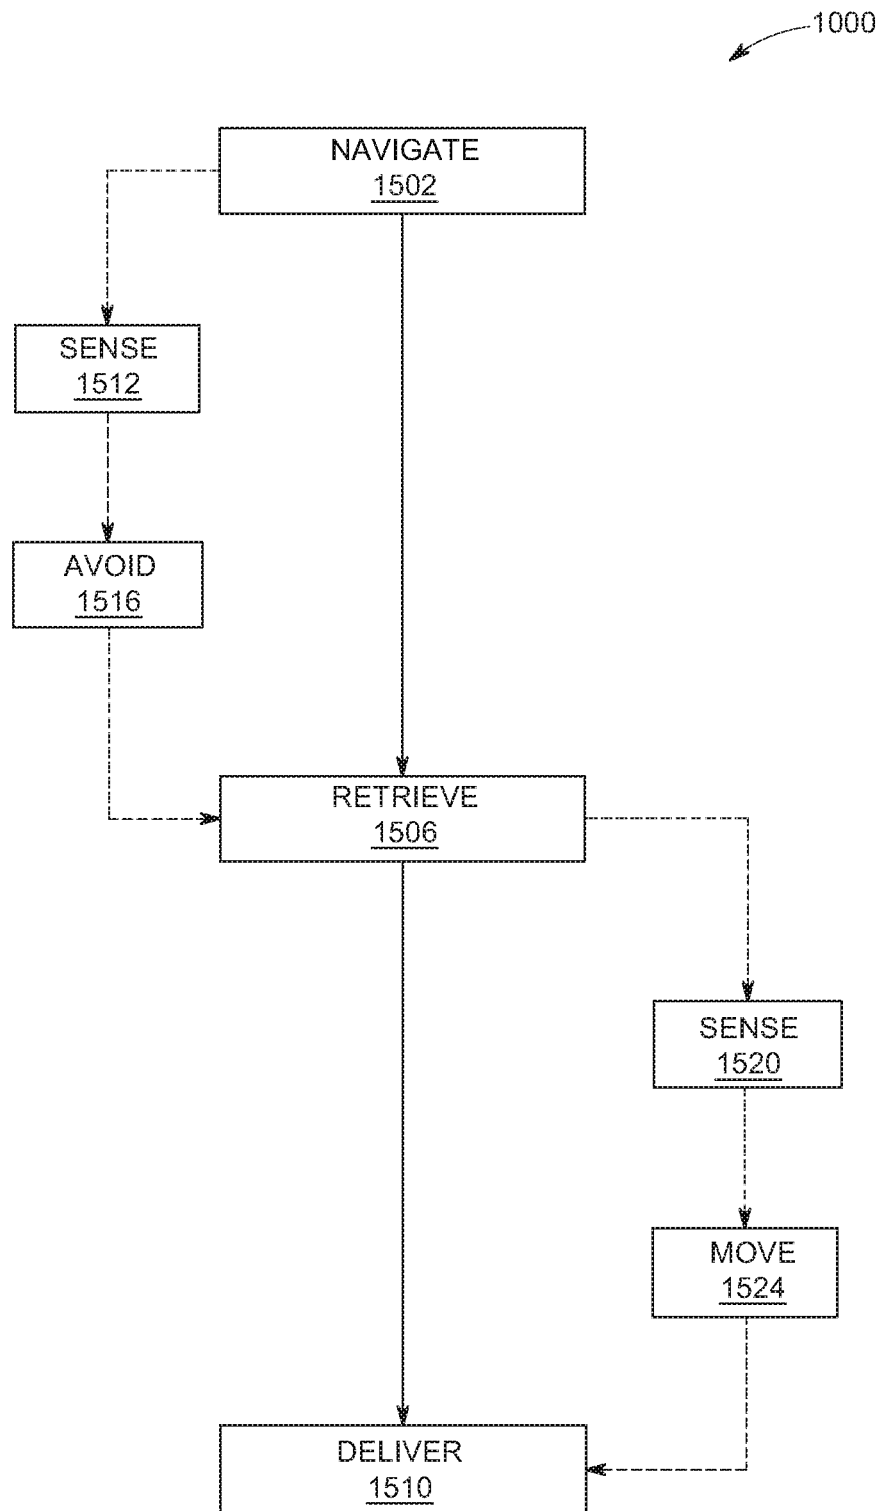 1000
NAVIGATE
1502
SENSE
1512
AVOID
1516
RETRIEVE
1506
SENSE
1520
MOVE
1524
DELIVER
1510